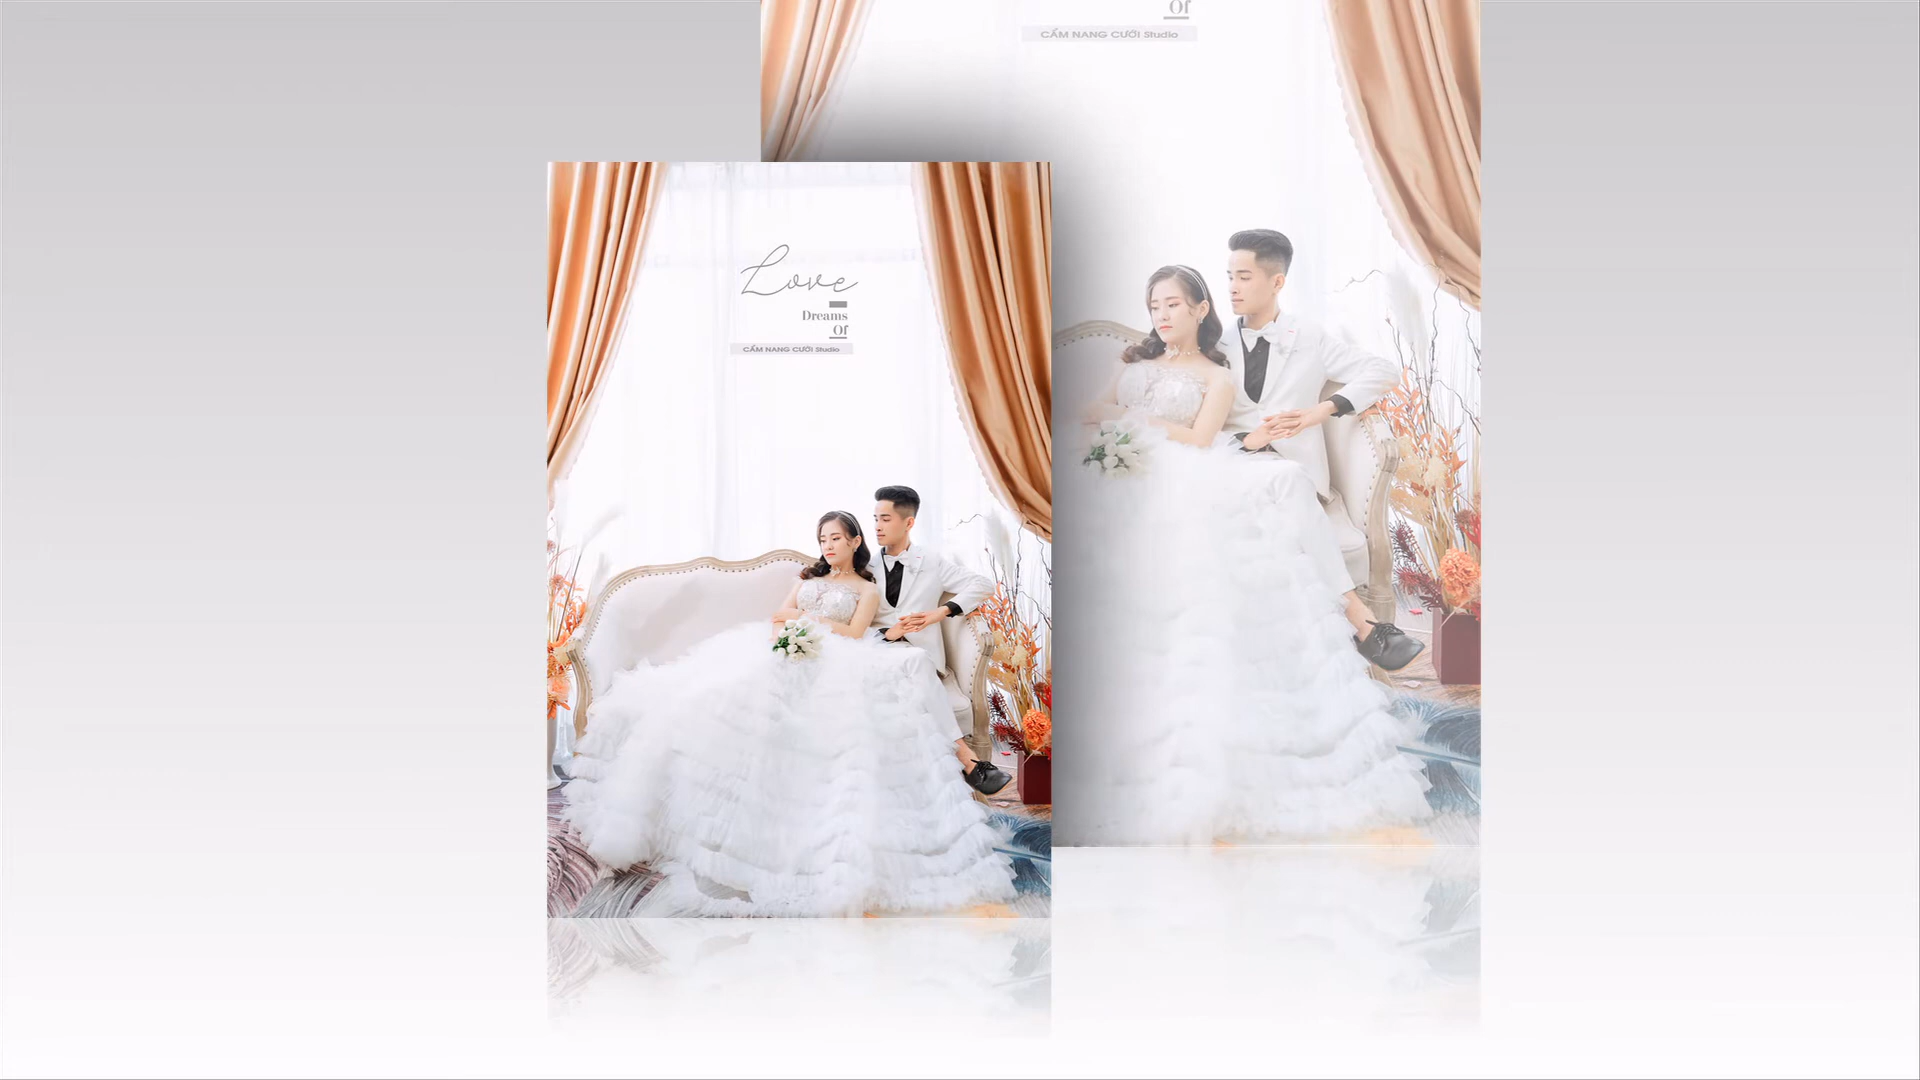 Of
CẨM NANG CƯỚI Studio
Love
Dreams
Of
CẨM NANG CƯỚI Studio